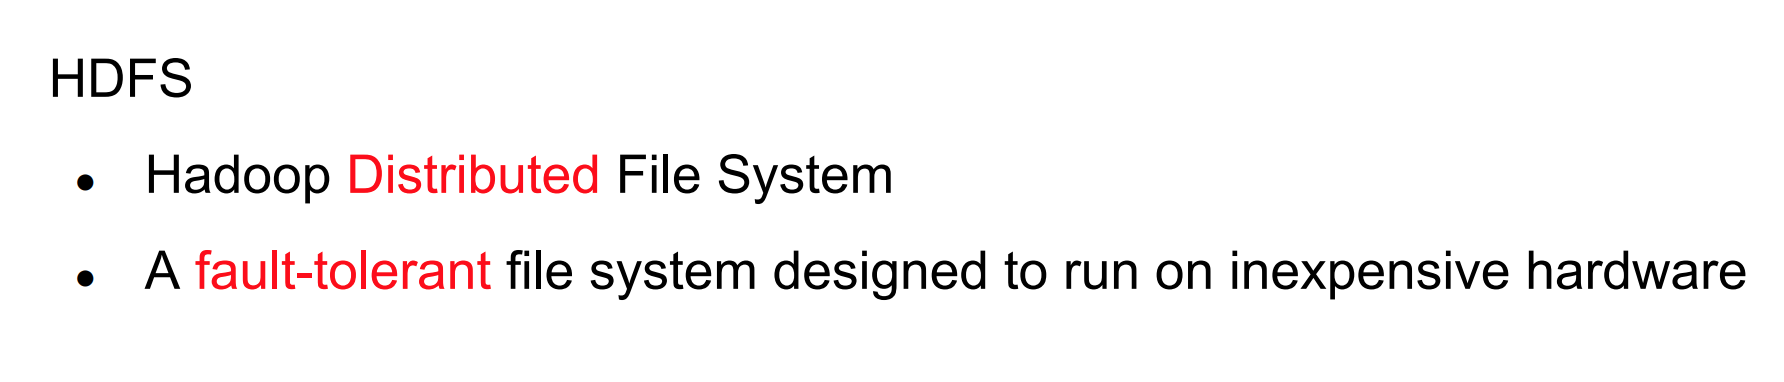 HDFS
● Hadoop Distributed File System
● A fault-tolerant file system designed to run on inexpensive hardware